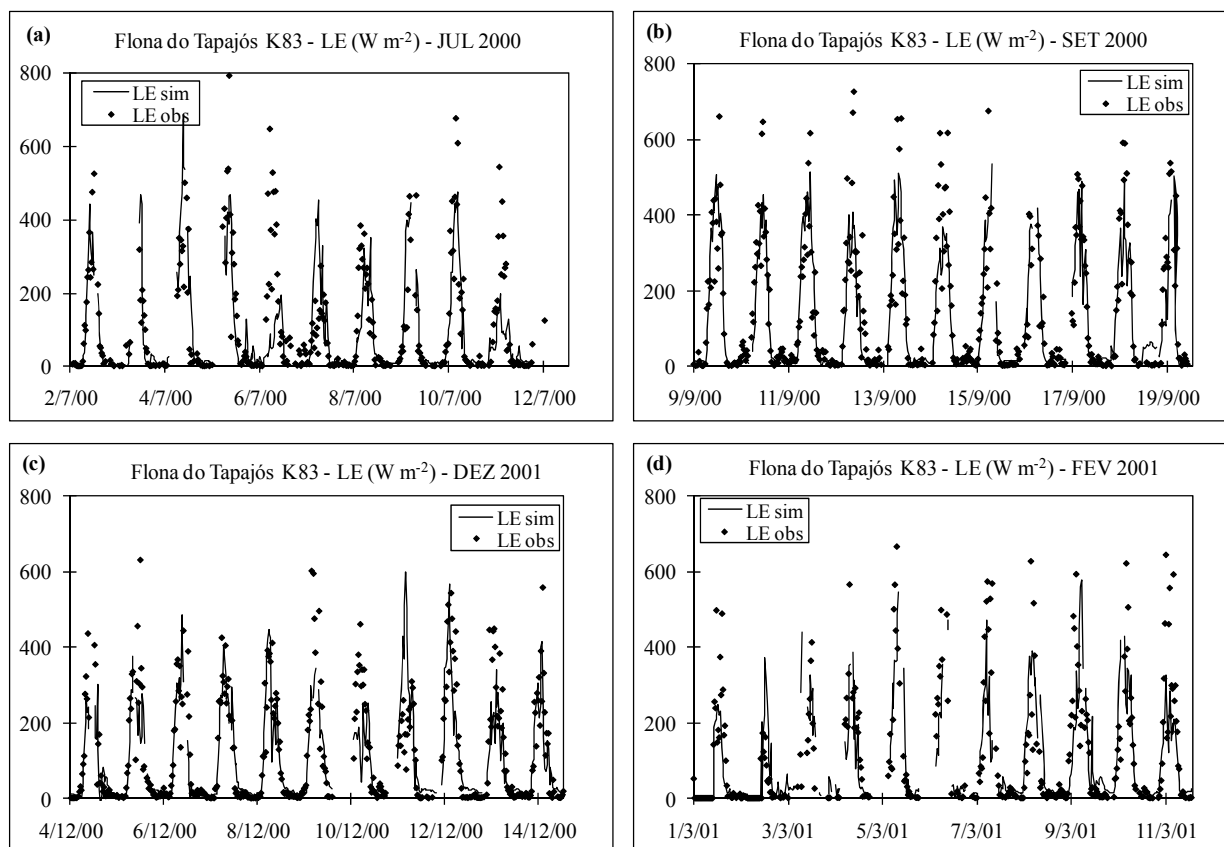 (a)
Flona do Tapajós K83 - LE (W m⁻²) - JUL 2000
800
600
400
200
0
LE sim
LE obs
2/7/00 4/7/00 6/7/00 8/7/00 10/7/00 12/7/00
(b)
Flona do Tapajós K83 - LE (W m⁻²) - SET 2000
800
600
400
200
0
LE sim
LE obs
9/9/00 11/9/00 13/9/00 15/9/00 17/9/00 19/9/00
(c)
Flona do Tapajós K83 - LE (W m⁻²) - DEZ 2001
800
600
400
200
0
LE sim
LE obs
4/12/00 6/12/00 8/12/00 10/12/00 12/12/00 14/12/00
(d)
Flona do Tapajós K83 - LE (W m⁻²) - FEV 2001
800
600
400
200
0
LE sim
LE obs
1/3/01 3/3/01 5/3/01 7/3/01 9/3/01 11/3/01